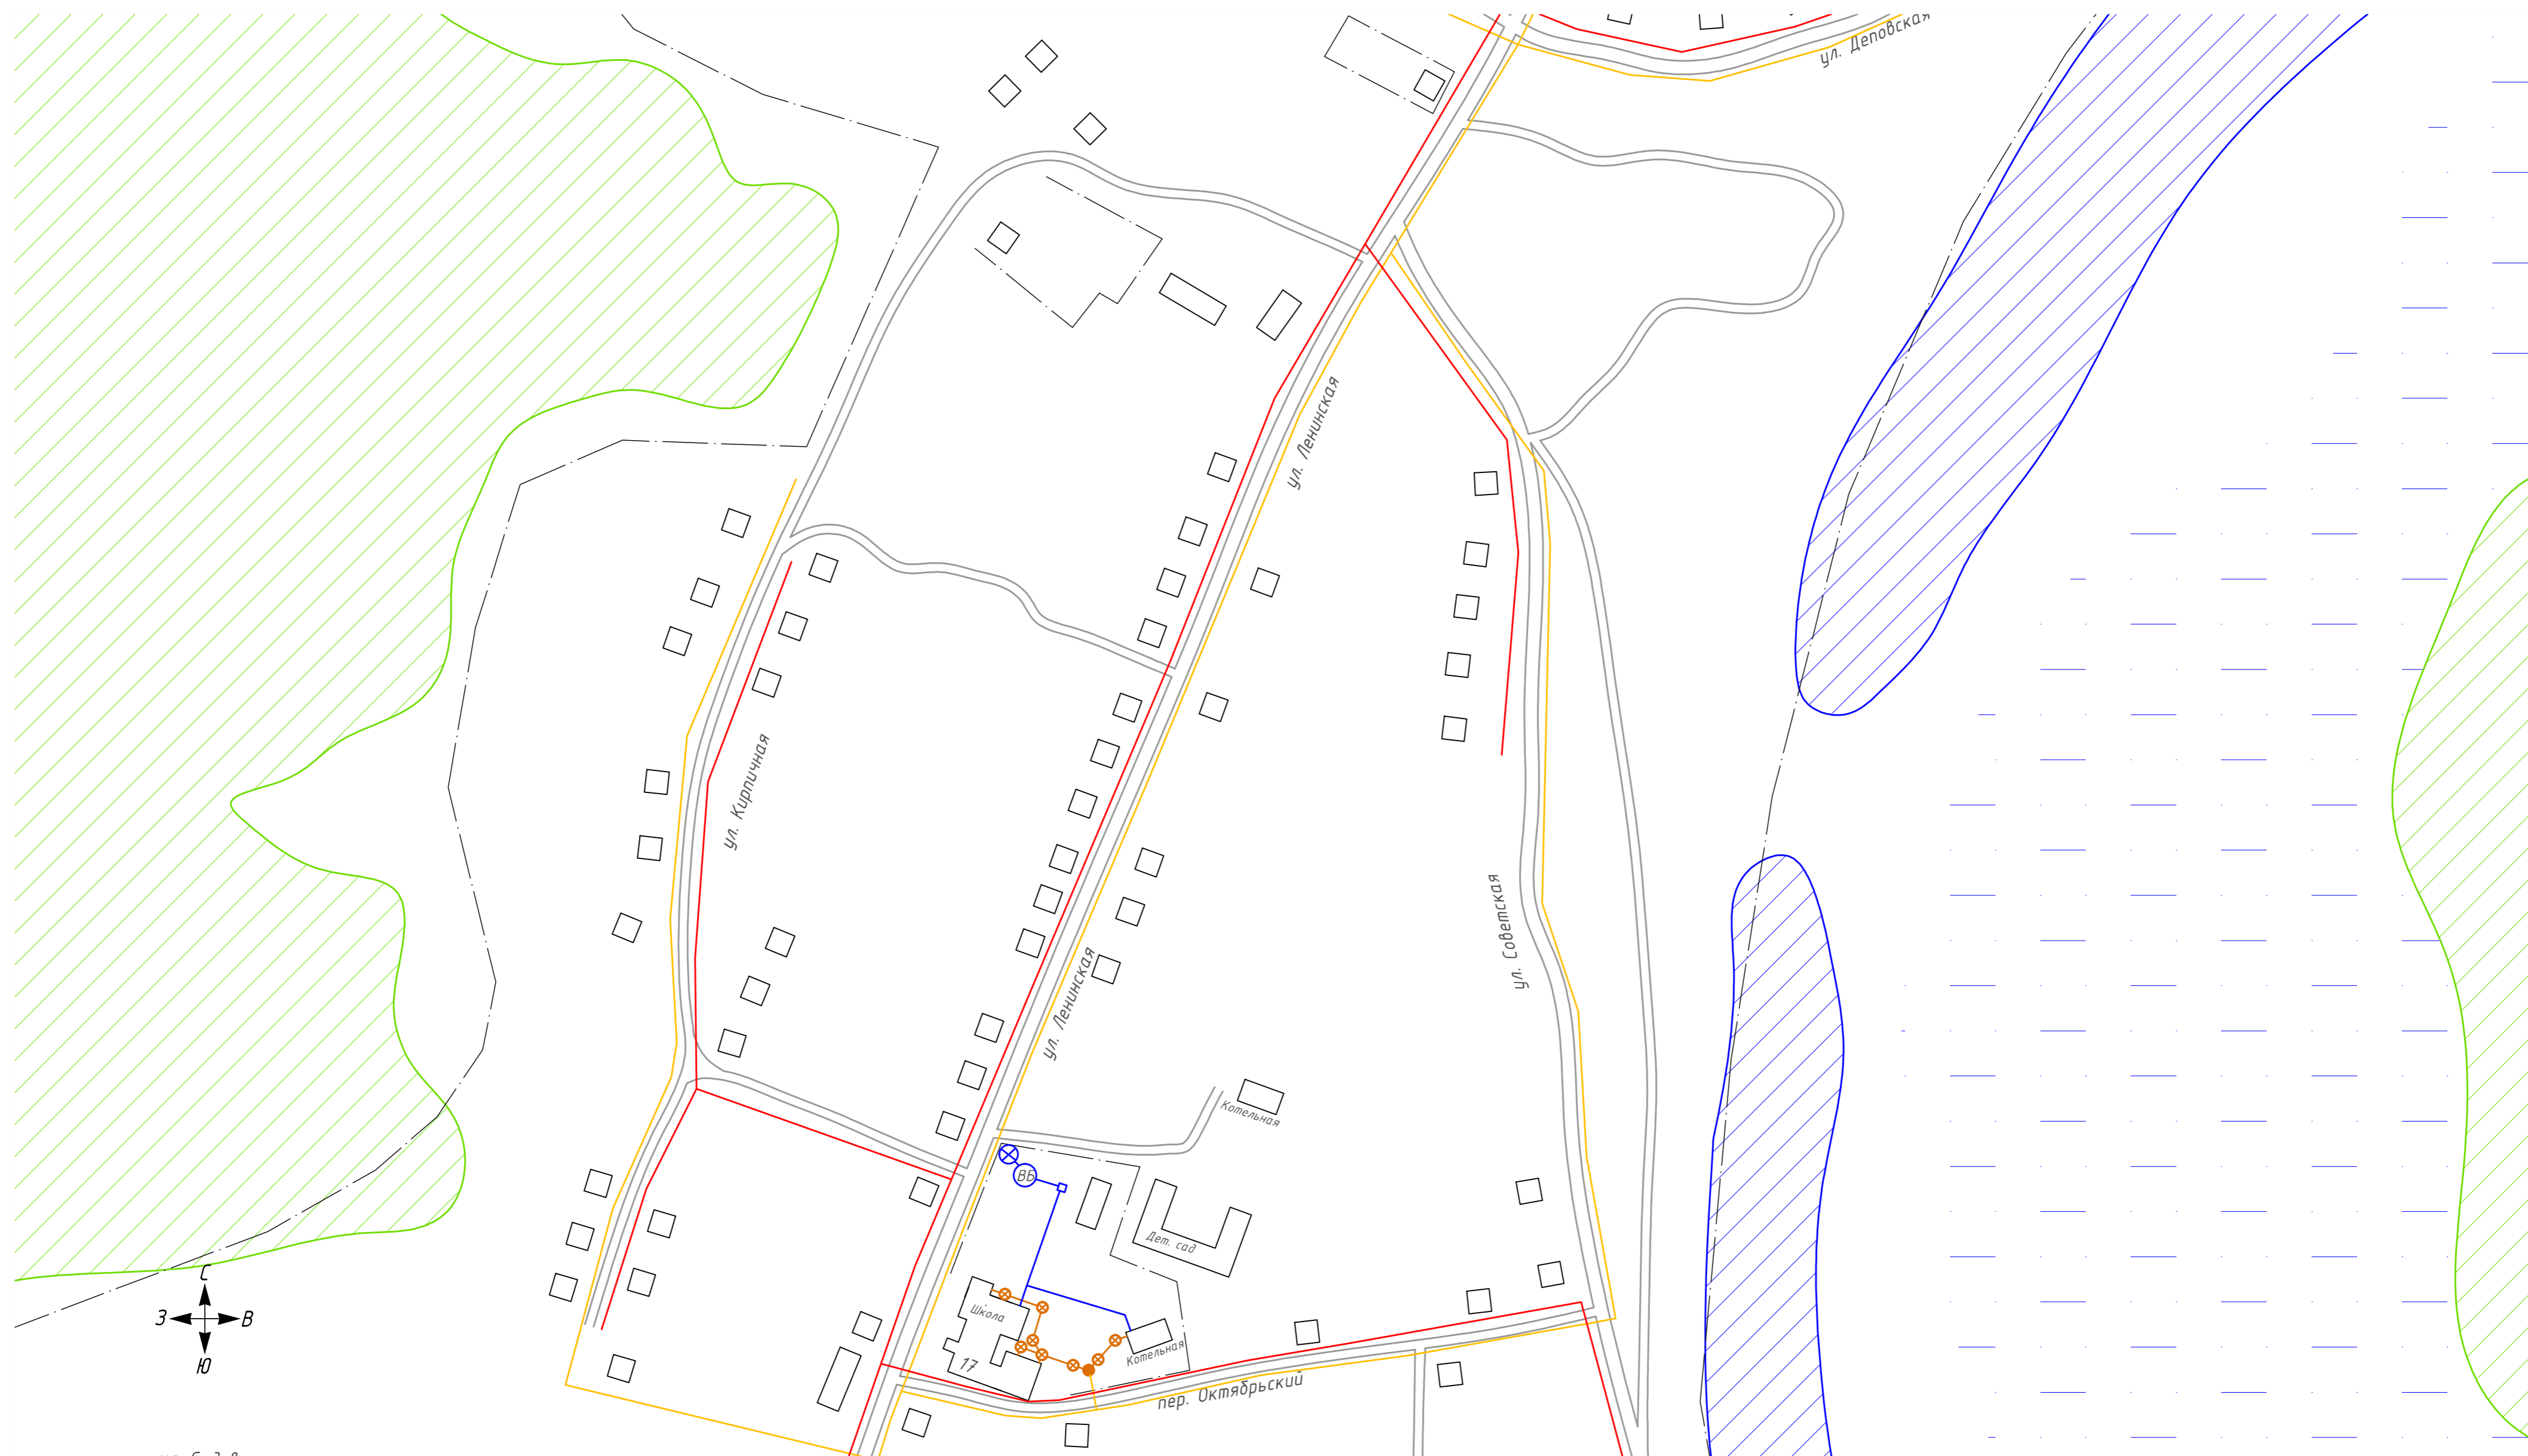 ул. Деповская
ул. Ленинская
ул. Кирпичная
ул. Советская
ул. Ленинская
Котельная
ВБ
Дет. сад
С
З
В
Ю
Школа
17
Котельная
пер. Октябрьский